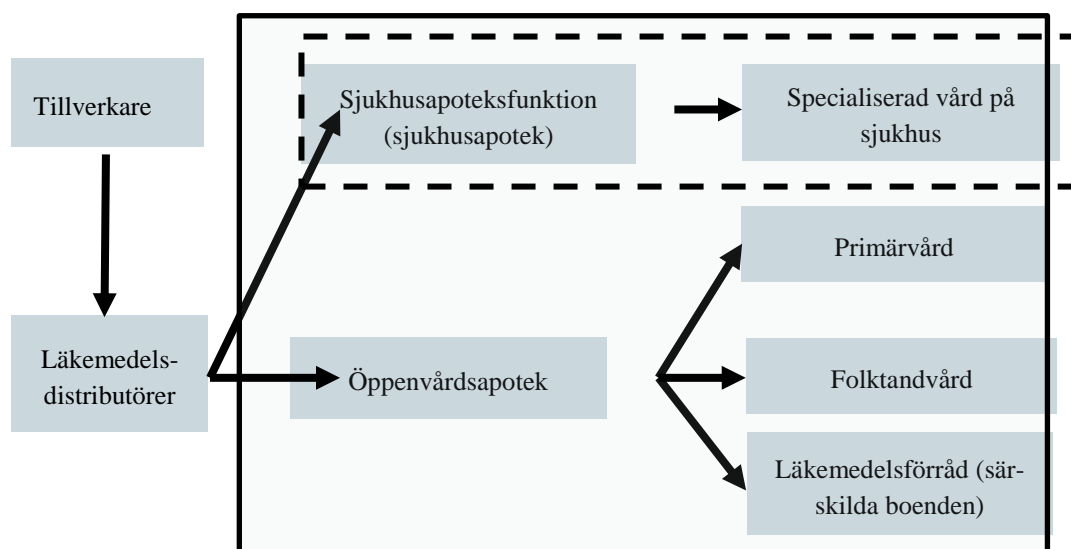 Tillverkare
Sjukhusapoteksfunktion
(sjukhusapotek)
Specialiserad vård på
sjukhus
Primärvård
Läkemedels-
distributörer
Öppenvårdsapotek
Folktandvård
Läkemedelsförråd (sär-
skilda boenden)